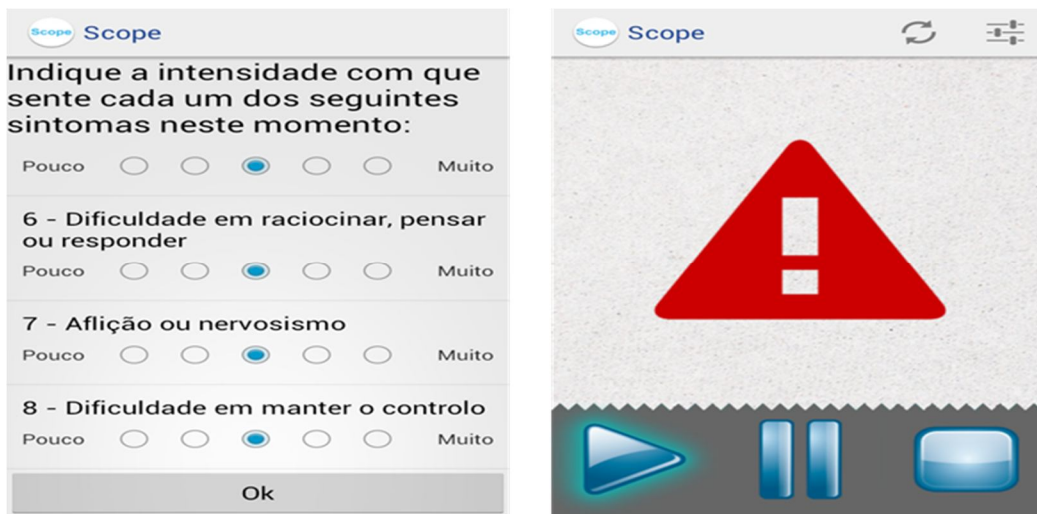 Scope Scope
Indique a intensidade com que
sente cada um dos seguintes
sintomas neste momento:
Pouco Muito
6 - Dificuldade em raciocinar, pensar
ou responder
Pouco Muito
7 - Aflição ou nervosismo
Pouco Muito
8 - Dificuldade em manter o controlo
Pouco Muito
Ok
Scope Scope
!